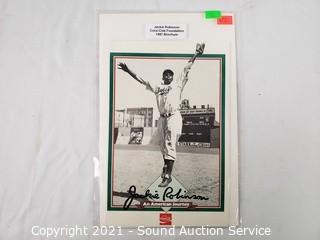 Jackie Robinson
Coca-Cola Foundation
1997 Brochure
Jackie Robinson
An American Journey
Copyright 2021 - Sound Auction Service